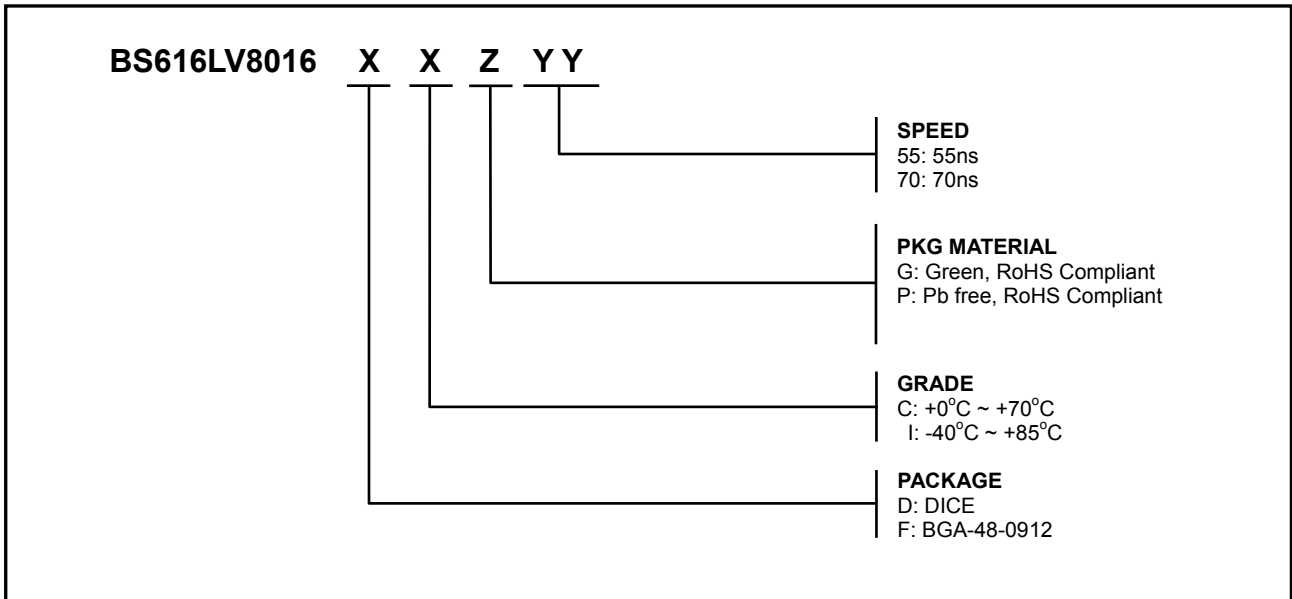 BS616LV8016 X X Z Y Y
SPEED
55: 55ns
70: 70ns
PKG MATERIAL
G: Green, RoHS Compliant
P: Pb free, RoHS Compliant
GRADE
C: +0°C ~ +70°C
I: -40°C ~ +85°C
PACKAGE
D: DICE
F: BGA-48-0912